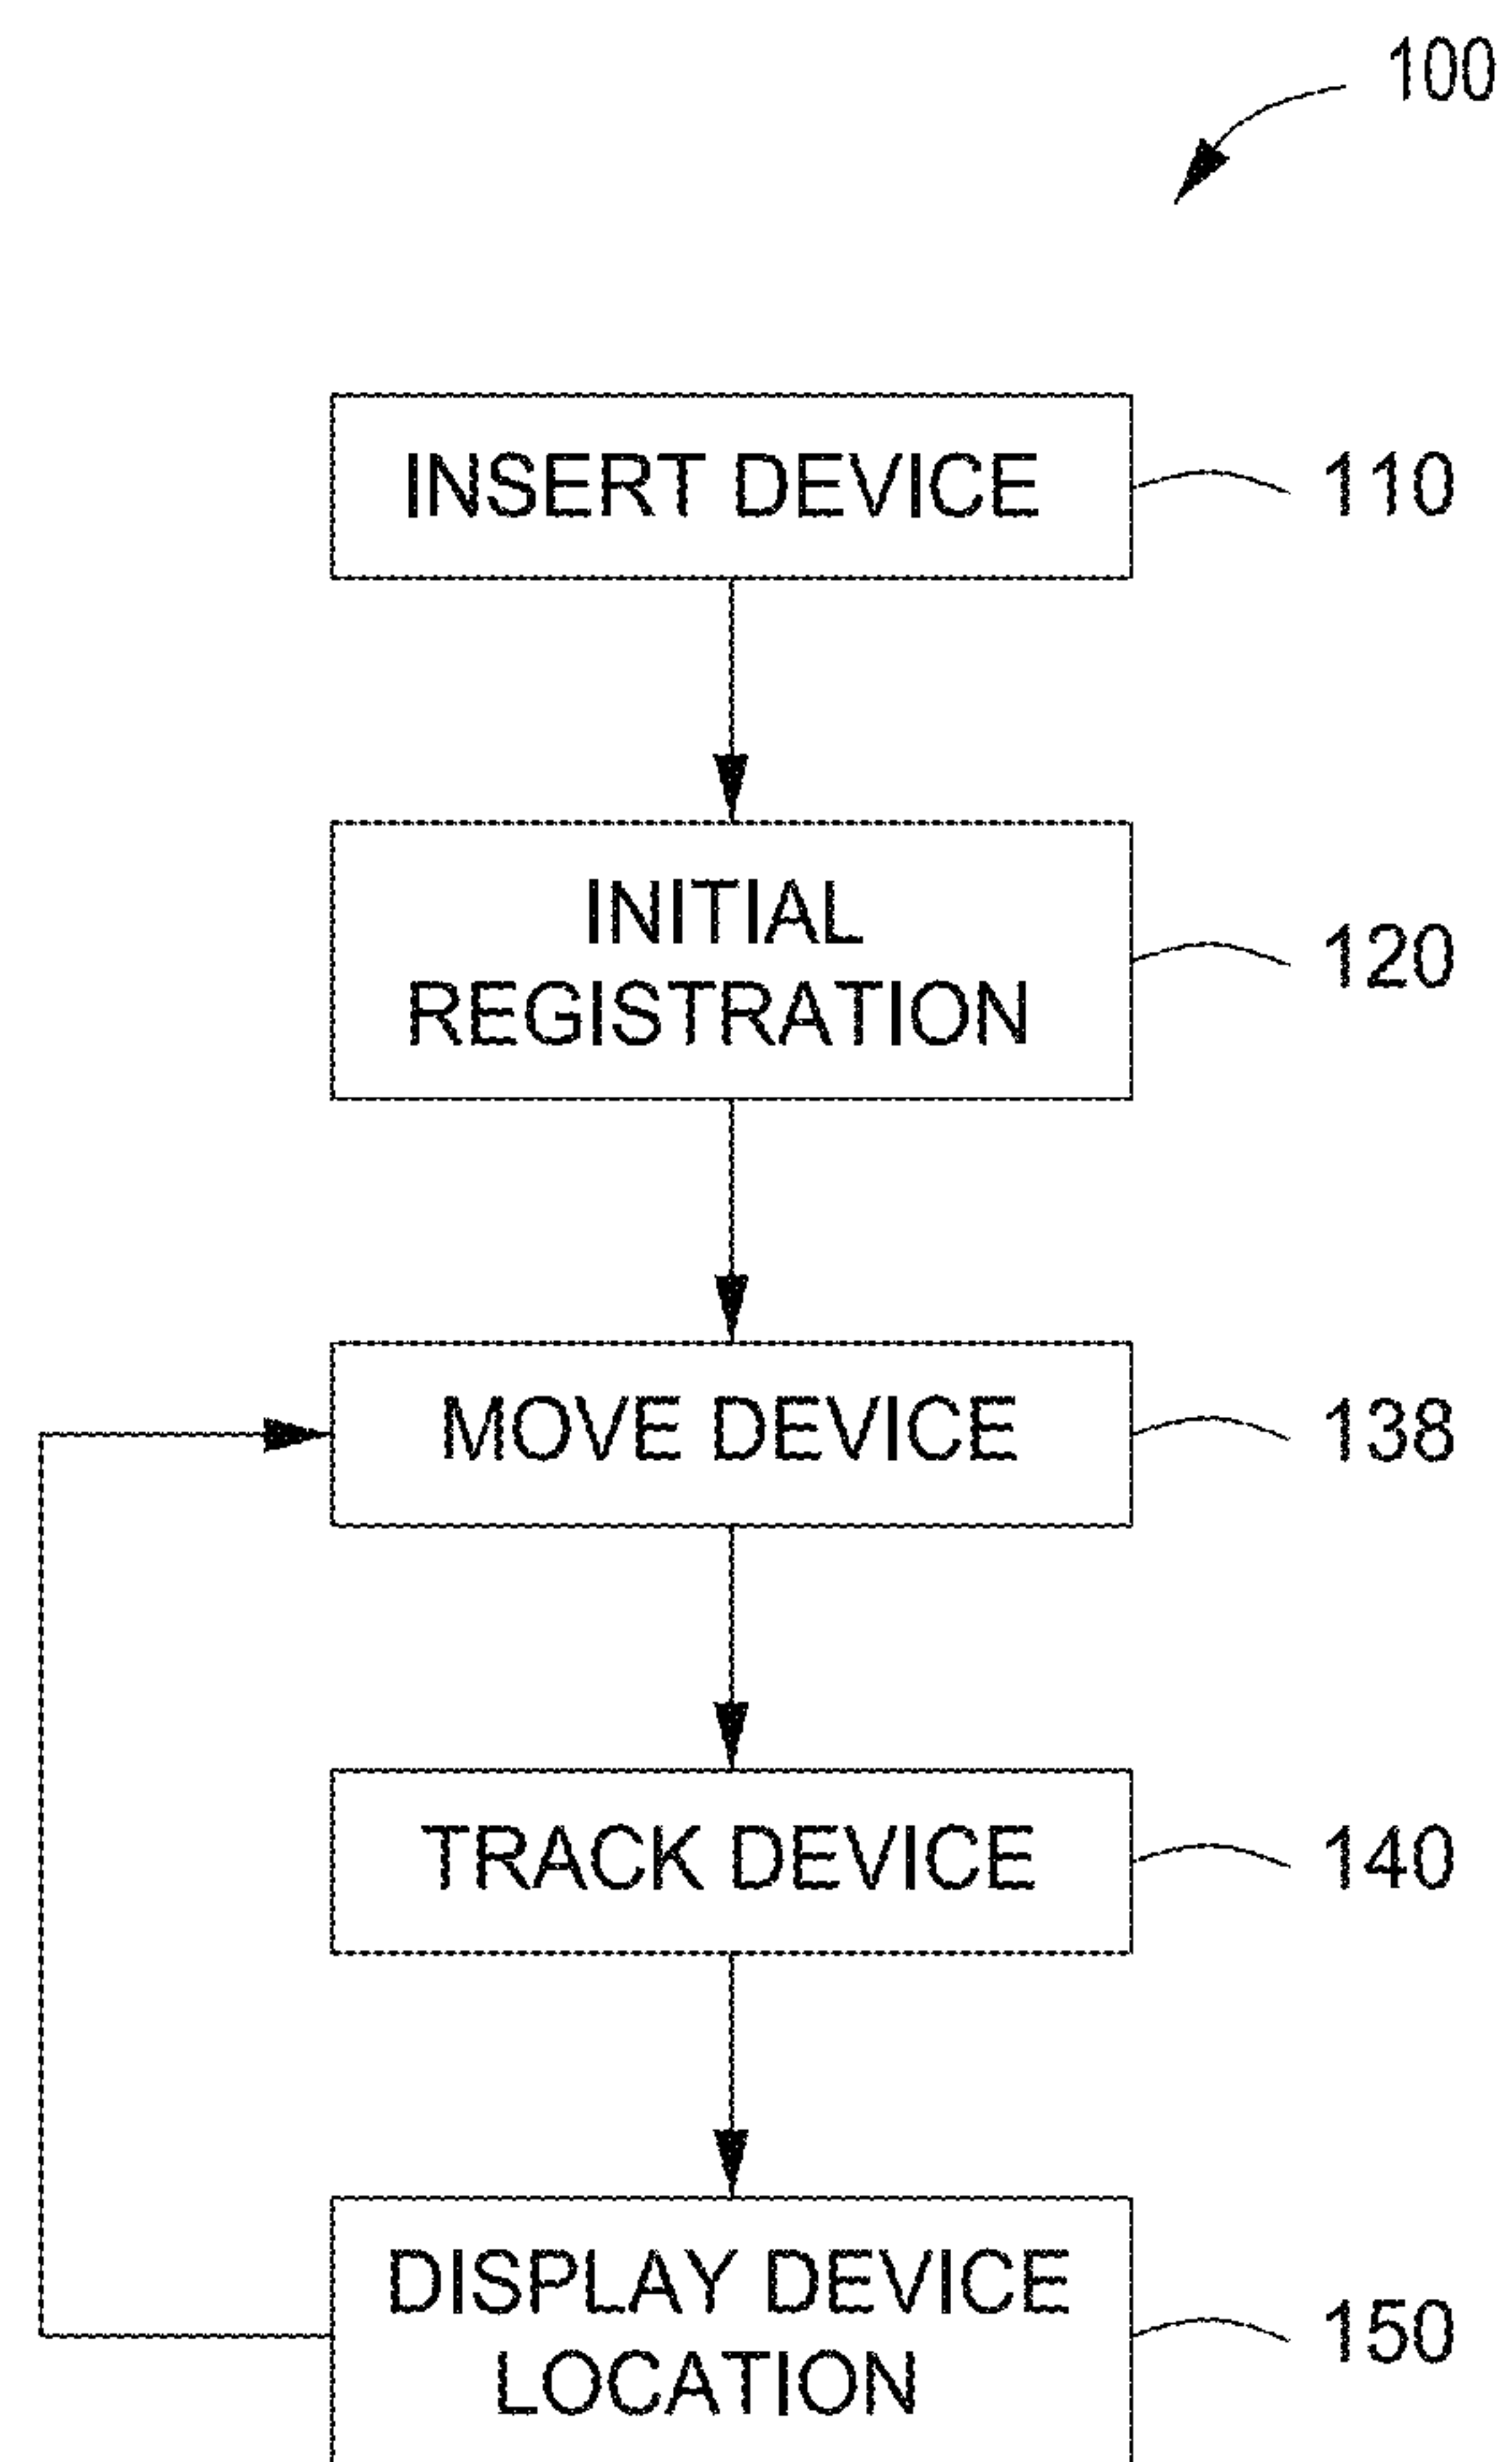 100
INSERT DEVICE
110
INITIAL
REGISTRATION
120
MOVE DEVICE
138
TRACK DEVICE
140
DISPLAY DEVICE
LOCATION
150